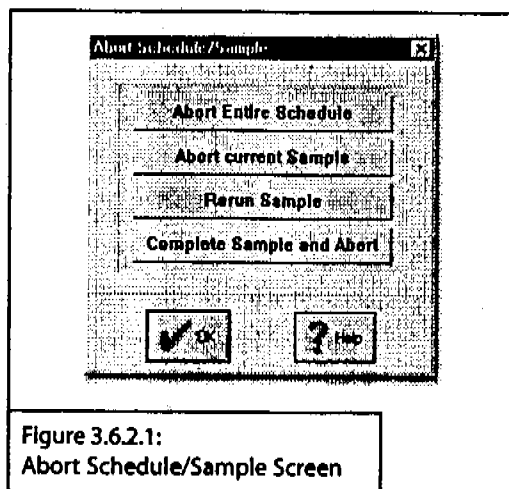 Abort Schedule/Sample
Abort Entire Schedule
Abort current Sample
Rerun Sample
Complete Sample and Abort
OK
Help
Figure 3.6.2.1:
Abort Schedule/Sample Screen